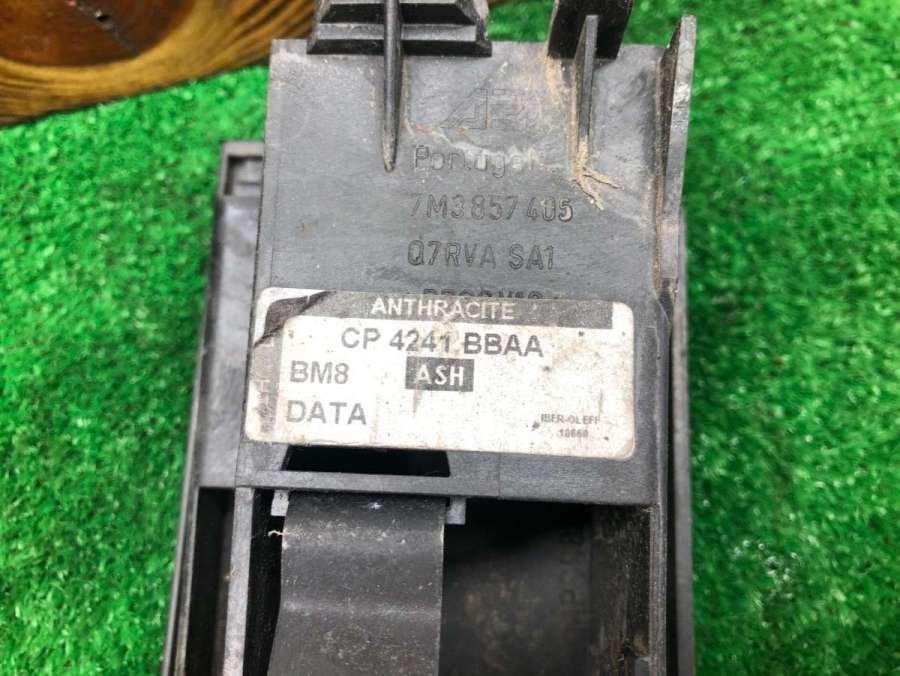 Portugal
7M3857405
Q7RVA SA1
ANTHRACITE
CP 4241 BBAA
BM8 ASH
DATA
IBER-OLEFF